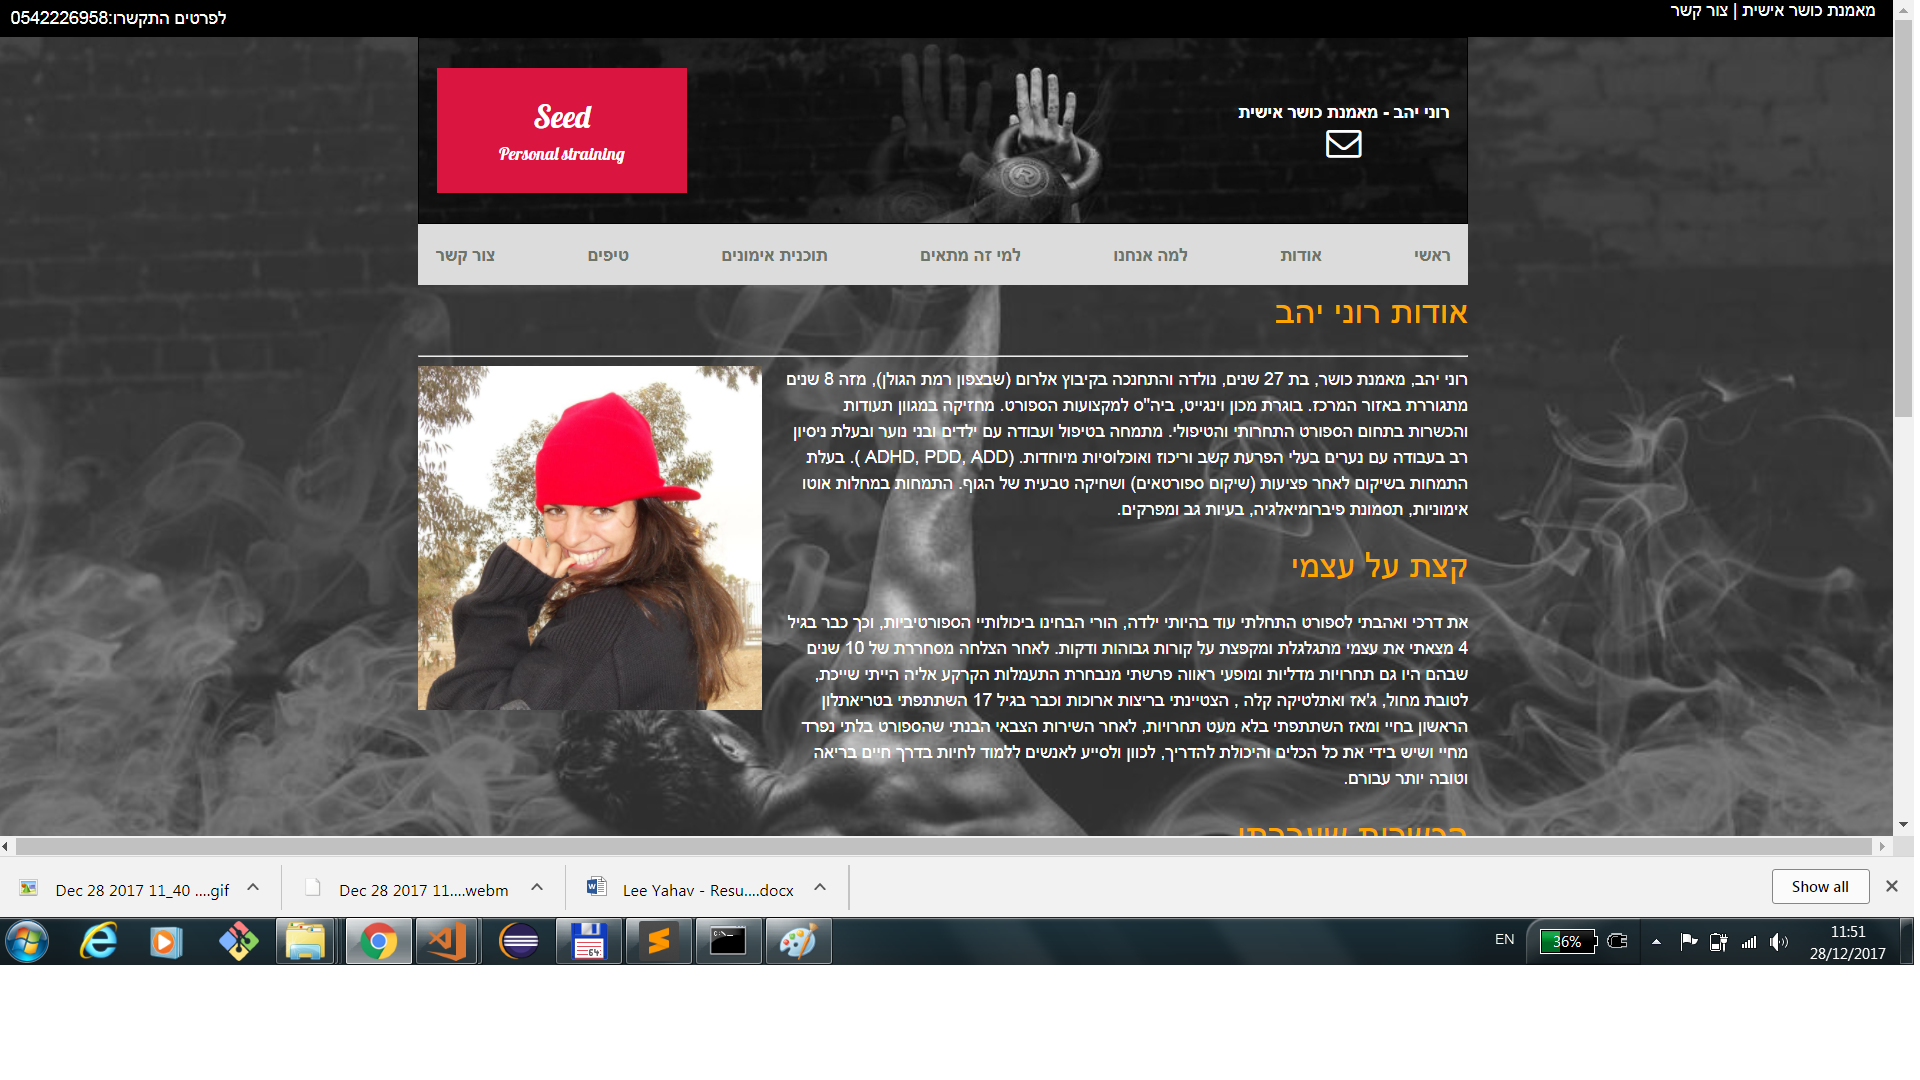 מאמנת כושר אישית | צור קשר
לפרטים התקשרו:0542226958
רוני יהב - מאמנת כושר אישית
Seed
Personal straining
ראשי
אודות
למה אנחנו
למי זה מתאים
תוכנית אימונים
טיפים
צור קשר
אודות רוני יהב
רוני יהב, מאמנת כושר, בת 27 שנים, נולדה והתחנכה בקיבוץ אלרום (שבצפון רמת הגולן), מזה 8 שנים
מתגוררת באזור המרכז. בוגרת מכון וינגייט, ביה"ס למקצועות הספורט. מחזיקה במגוון תעודות
והכשרות בתחום הספורט התחרותי והטיפולי. מתמחה בטיפול ועבודה עם ילדים ובני נוער ובעלת ניסיון
רב בעבודה עם נערים בעלי הפרעת קשב וריכוז ואוכלוסיות מיוחדות. (ADHD, PDD, ADD ). בעלת
התמחות בשיקום לאחר פציעות (שיקום ספורטאים) ושחיקה טבעית של הגוף. התמחות במחלות אוטו
אימוניות, תסמונת פיברומיאלגיה, בעיות גב ומפרקים.
קצת על עצמי
את דרכי ואהבתי לספורט התחלתי עוד בהיותי ילדה, הורי הבחינו ביכולותיי הספורטיביות, וכך כבר בגיל
4 מצאתי את עצמי מתגלגלת ומקפצת על קורות גבוהות ודקות. לאחר הצלחה מסחררת של 10 שנים
שבהם היו גם תחרויות מדליות ומופעי ראווה פרשתי מנבחרת התעמלות הקרקע אליה הייתי שייכת,
לטובת מחול, ג'אז ואתלטיקה קלה , הצטיינתי בריצות ארוכות וכבר בגיל 17 השתתפתי בטריאתלון
הראשון בחיי ומאז השתתפתי בלא מעט תחרויות, לאחר השירות הצבאי הבנתי שהספורט בלתי נפרד
מחיי ושיש בידי את כל הכלים והיכולת להדריך, לכוון ולסייע לאנשים ללמוד לחיות בדרך חיים בריאה
וטובה יותר עבורם.
הכשרות שעברתי
Dec 28 2017 11_40 ....gif
Dec 28 2017 11....webm
Lee Yahav - Resu....docx
Show all
EN
36%
11:51
28/12/2017